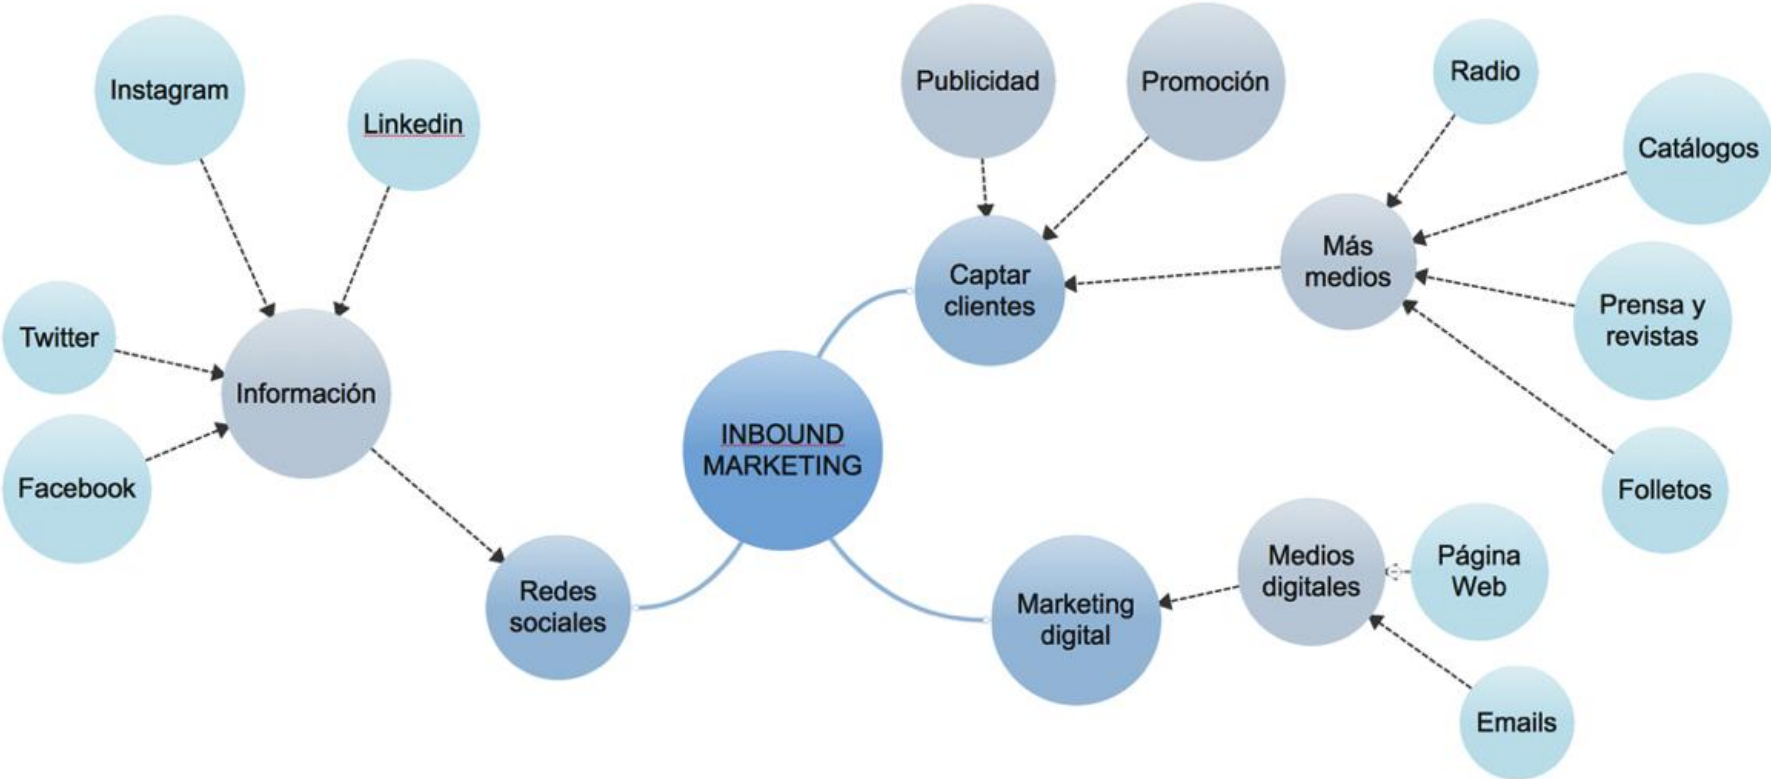 Instagram
Linkedin
Twitter
Información
Facebook
Redes
sociales
INBOUND
MARKETING
Publicidad
Promoción
Captar
clientes
Radio
Catálogos
Más
medios
Prensa y
revistas
Folletos
Marketing
digital
Medios
digitales
Página
Web
Emails